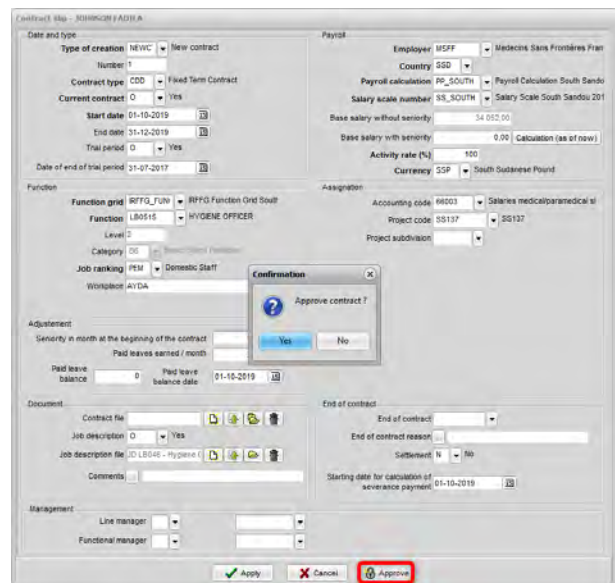 Contract slip - JOHNSON FADILA
Date and type
Type of creation NEWC New contract
Number 1
Contract type CDD Fixed Term Contract
Current contract O Yes
Start date 01-10-2019
End date 31-12-2019
Trial period O Yes
Date of end of trial period 31-07-2017
Payroll
Employer MSFF Medecins Sans Frontières Fran
Country SSD
Payroll calculation PP_SOUTH Payroll Calculation South Sando
Salary scale number SS_SOUTH Salary Scale South Sandou 201
Base salary without seniority 34 092,00
Base salary with seniority 0,00 Calculation (as of now)
Activity rate (%) 100
Currency SSP South Sudanese Pound
Function
Function grid IRFFG_FUN IRFFG Function Grid Sout
Function LB0515 HYGIENE OFFICER
Level 2
Category
Job ranking PEM Domestic Staff
Workplace AYDA
Assignation
Accounting code 66003 Salaries medical/paramedical st
Project code SS137 SS137
Project subdivision
Confirmation
Approve contract ?
Yes No
Adjustement
Seniority in month at the beginning of the contract
Paid leaves earned / month
Paid leave balance 0 Paid leave balance date 01-10-2019
Document
Contract file
Job description O Yes
Job description file JD LB046 - Hygiene
Comments
End of contract
End of contract
End of contract reason
Settlement N No
Starting date for calculation of severance payment 01-10-2019
Management
Line manager
Functional manager
Apply Cancel Approve